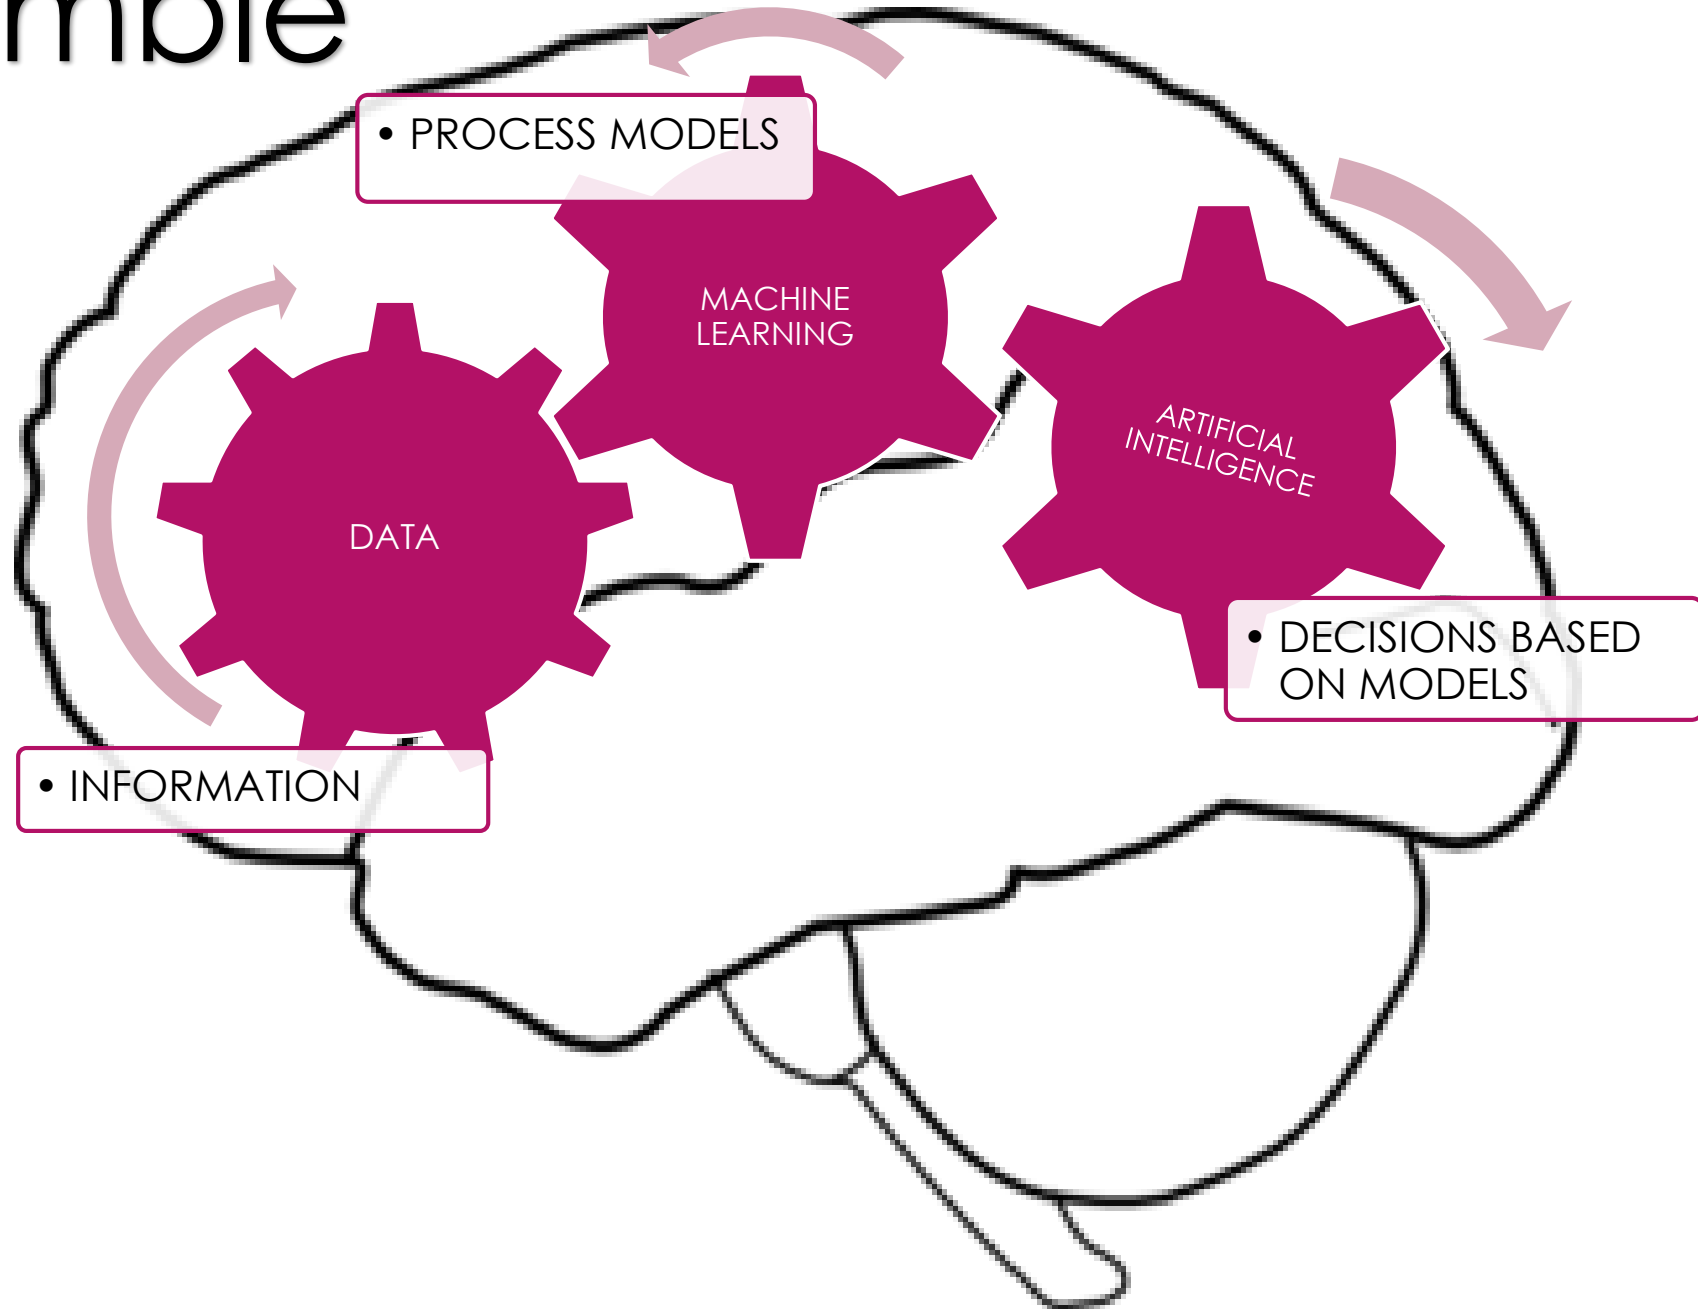 mble
• PROCESS MODELS
MACHINE
LEARNING
ARTIFICIAL
INTELLIGENCE
DATA
• DECISIONS BASED
ON MODELS
• INFORMATION